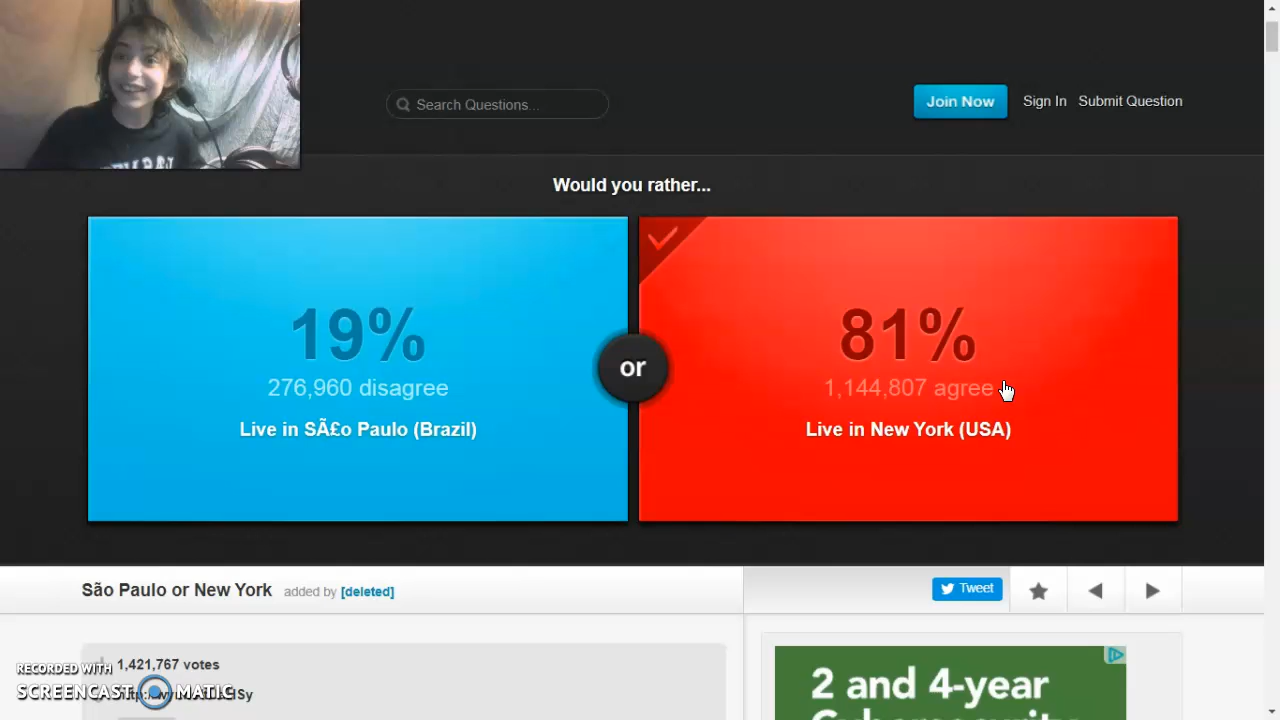 Search Questions...
Join Now
Sign In
Submit Question
Would you rather...
19%
276,960 disagree
Live in SÃ£o Paulo (Brazil)
or
81%
1,144,807 agree
Live in New York (USA)
São Paulo or New York added by [deleted]
Tweet
1,421,767 votes
RECORDED WITH
SCREENCAST MATIC
2 and 4-year
Cybersecurity